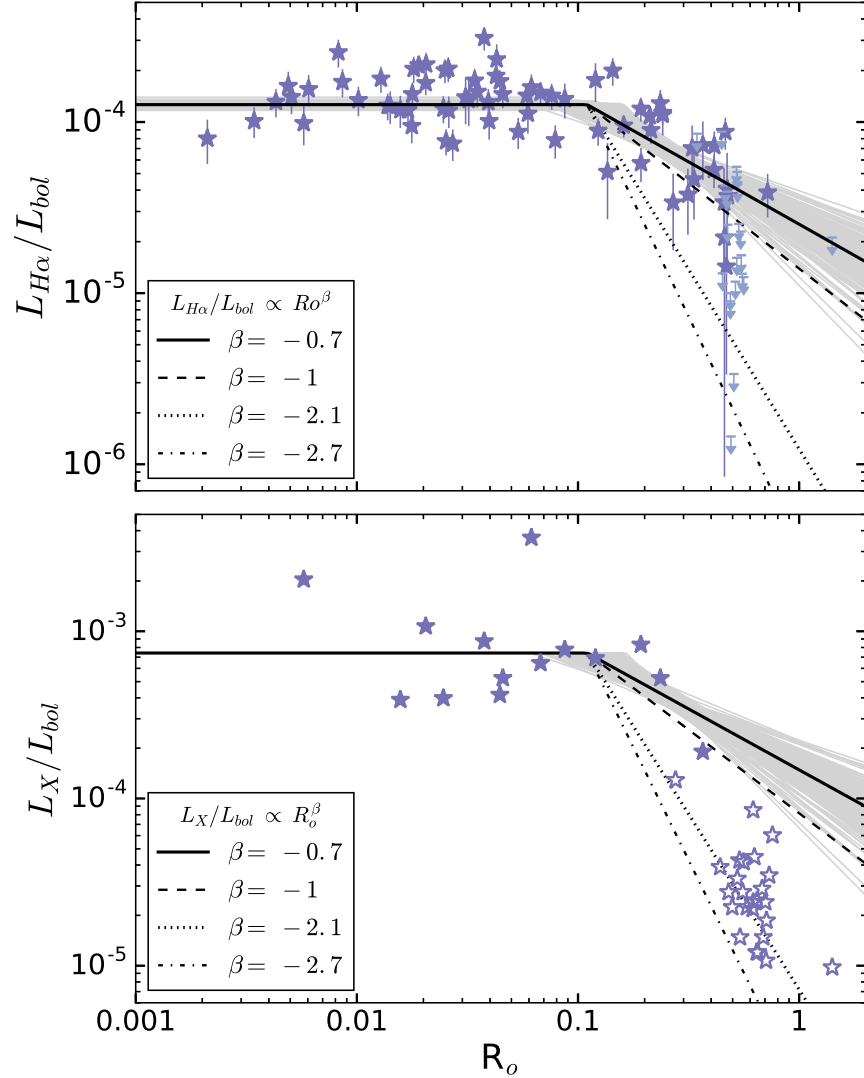 10⁻⁴
10⁻⁵
10⁻⁶
L_{Hα}/L_{bol}
L_{Hα}/L_{bol} ∝ Ro^β
β = −0.7
β = −1
β = −2.1
β = −2.7
10⁻³
10⁻⁴
10⁻⁵
L_X/L_{bol}
L_X/L_{bol} ∝ R_o^β
β = −0.7
β = −1
β = −2.1
β = −2.7
0.001 0.01 0.1 1
R_o